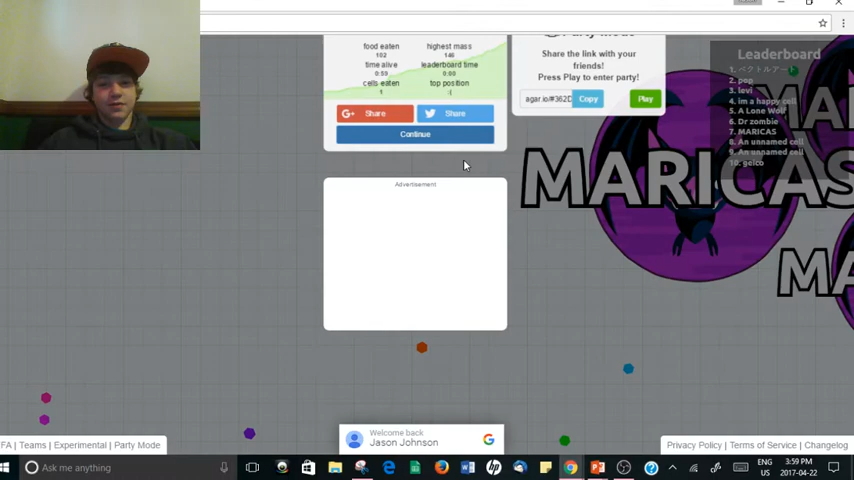 food eaten
102
highest mass
146
time alive
0:59
leaderboard time
0:00
cells eaten
1
top position
:(
G+ Share
Share
Continue
Party Mode
Share the link with your
friends!
Press Play to enter party!
agar.io/#362D
Copy
Play
Leaderboard
1. ベクトルアート
2. pop
3. levi
4. im a happy cell
5. A Lone Wolf
6. Dr zombie
7. MARICAS
8. An unnamed cell
9. An unnamed cell
10. geico
MARICAS
MA
MA
Advertisement
FA | Teams | Experimental | Party Mode
Welcome back
Jason Johnson
G
Privacy Policy | Terms of Service | Changelog
Ask me anything
ENG
US
3:59 PM
2017-04-22